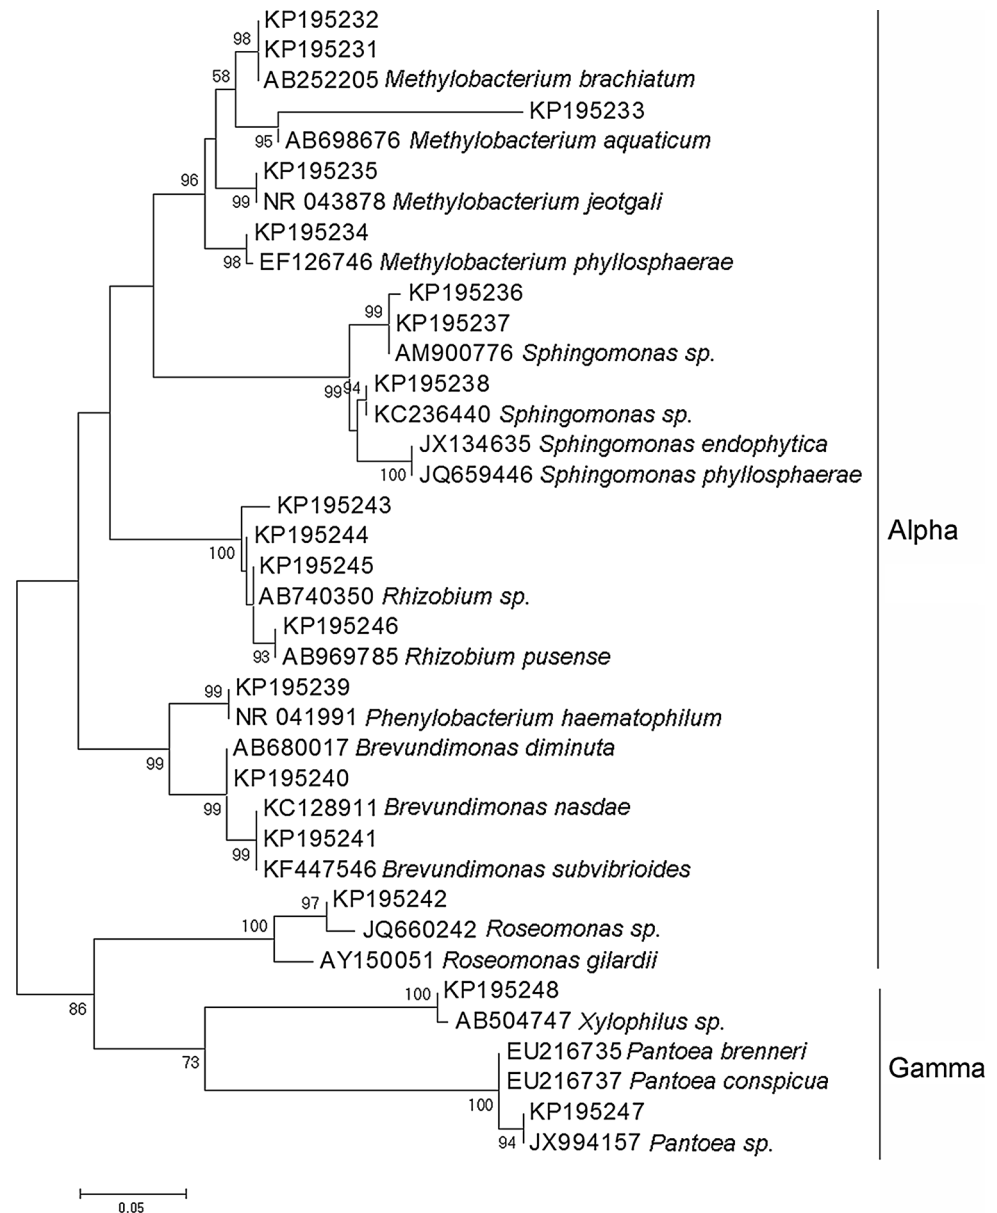 KP195232
98
KP195231
AB252205 Methylobacterium brachiatum
58
KP195233
95
AB698676 Methylobacterium aquaticum
KP195235
96
99
NR 043878 Methylobacterium jeotgali
KP195234
98
EF126746 Methylobacterium phyllosphaerae
KP195236
99
KP195237
AM900776 Sphingomonas sp.
99
94
KP195238
KC236440 Sphingomonas sp.
JX134635 Sphingomonas endophytica
100
JQ659446 Sphingomonas phyllosphaerae
KP195243
Alpha
KP195244
100
KP195245
AB740350 Rhizobium sp.
KP195246
93
AB969785 Rhizobium pusense
99
KP195239
NR 041991 Phenylobacterium haematophilum
AB680017 Brevundimonas diminuta
99
KP195240
99
KC128911 Brevundimonas nasdae
KP195241
99
KF447546 Brevundimonas subvibrioides
97
KP195242
100
JQ660242 Roseomonas sp.
AY150051 Roseomonas gilardii
100
KP195248
86
AB504747 Xylophilus sp.
EU216735 Pantoea brenneri
73
Gamma
EU216737 Pantoea conspicua
100
KP195247
94
JX994157 Pantoea sp.
0.05